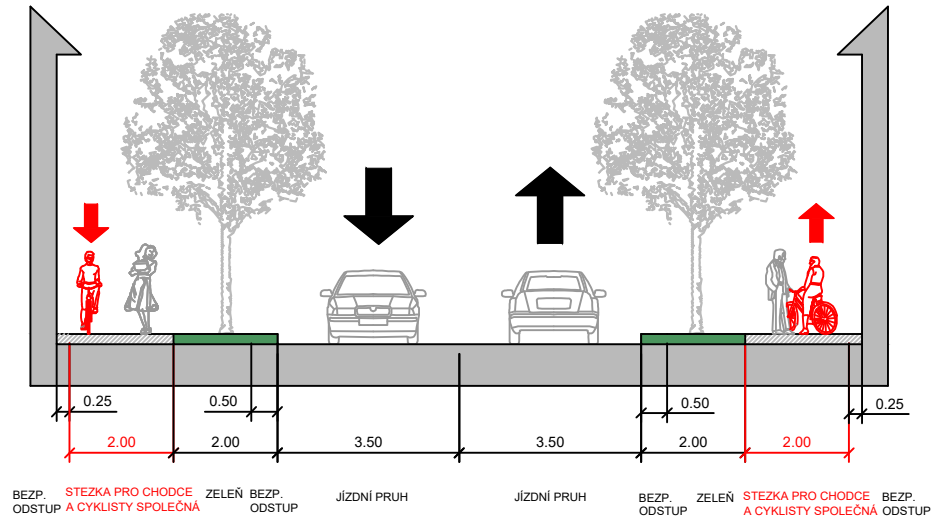 0.25
0.50
0.50
0.25
2.00
2.00
3.50
3.50
2.00
2.00
BEZP.
ODSTUP
STEZKA PRO CHODCE
A CYKLISTY SPOLEČNÁ
ZELEŇ
BEZP.
ODSTUP
JÍZDNÍ PRUH
JÍZDNÍ PRUH
BEZP.
ODSTUP
ZELEŇ
STEZKA PRO CHODCE
A CYKLISTY SPOLEČNÁ
BEZP.
ODSTUP